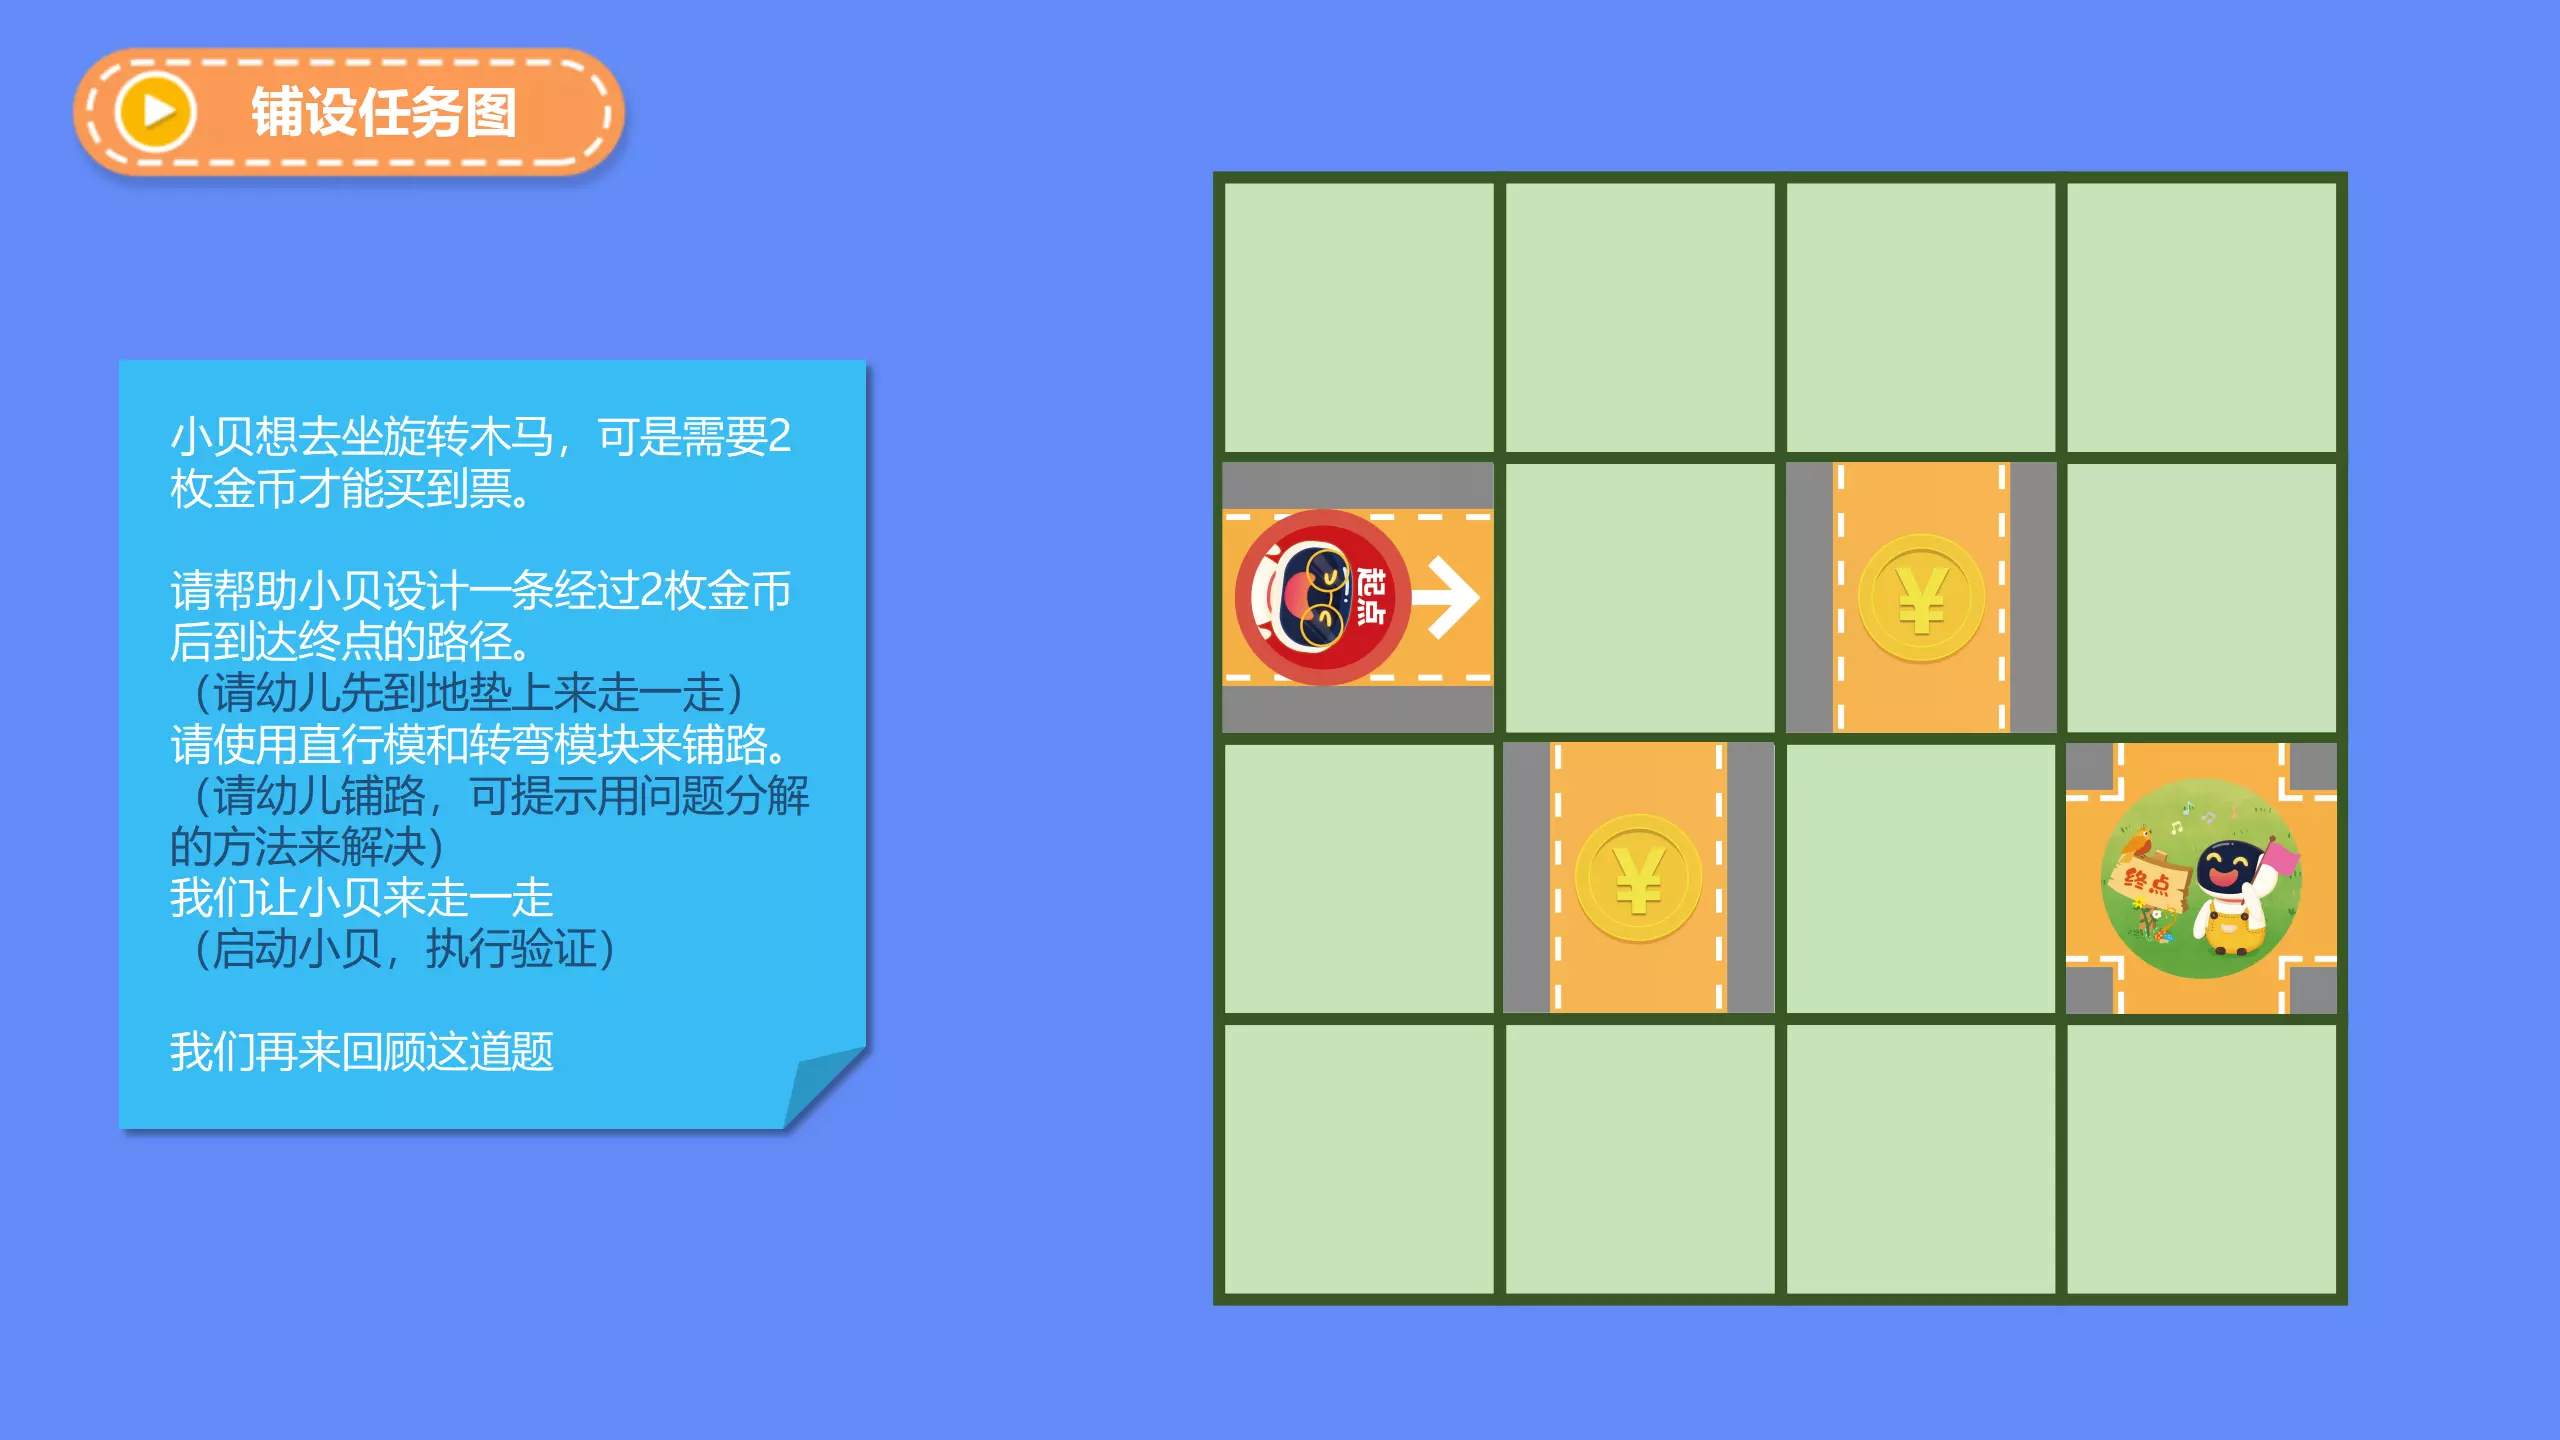 铺设任务图
小贝想去坐旋转木马，可是需要2
枚金币才能买到票。
请帮助小贝设计一条经过2枚金币
后到达终点的路径。
（请幼儿先到地垫上来走一走）
请使用直行模和转弯模块来铺路。
（请幼儿铺路，可提示用问题分解
的方法来解决）
我们让小贝来走一走
（启动小贝，执行验证）
我们再来回顾这道题
起点
¥
¥
终点